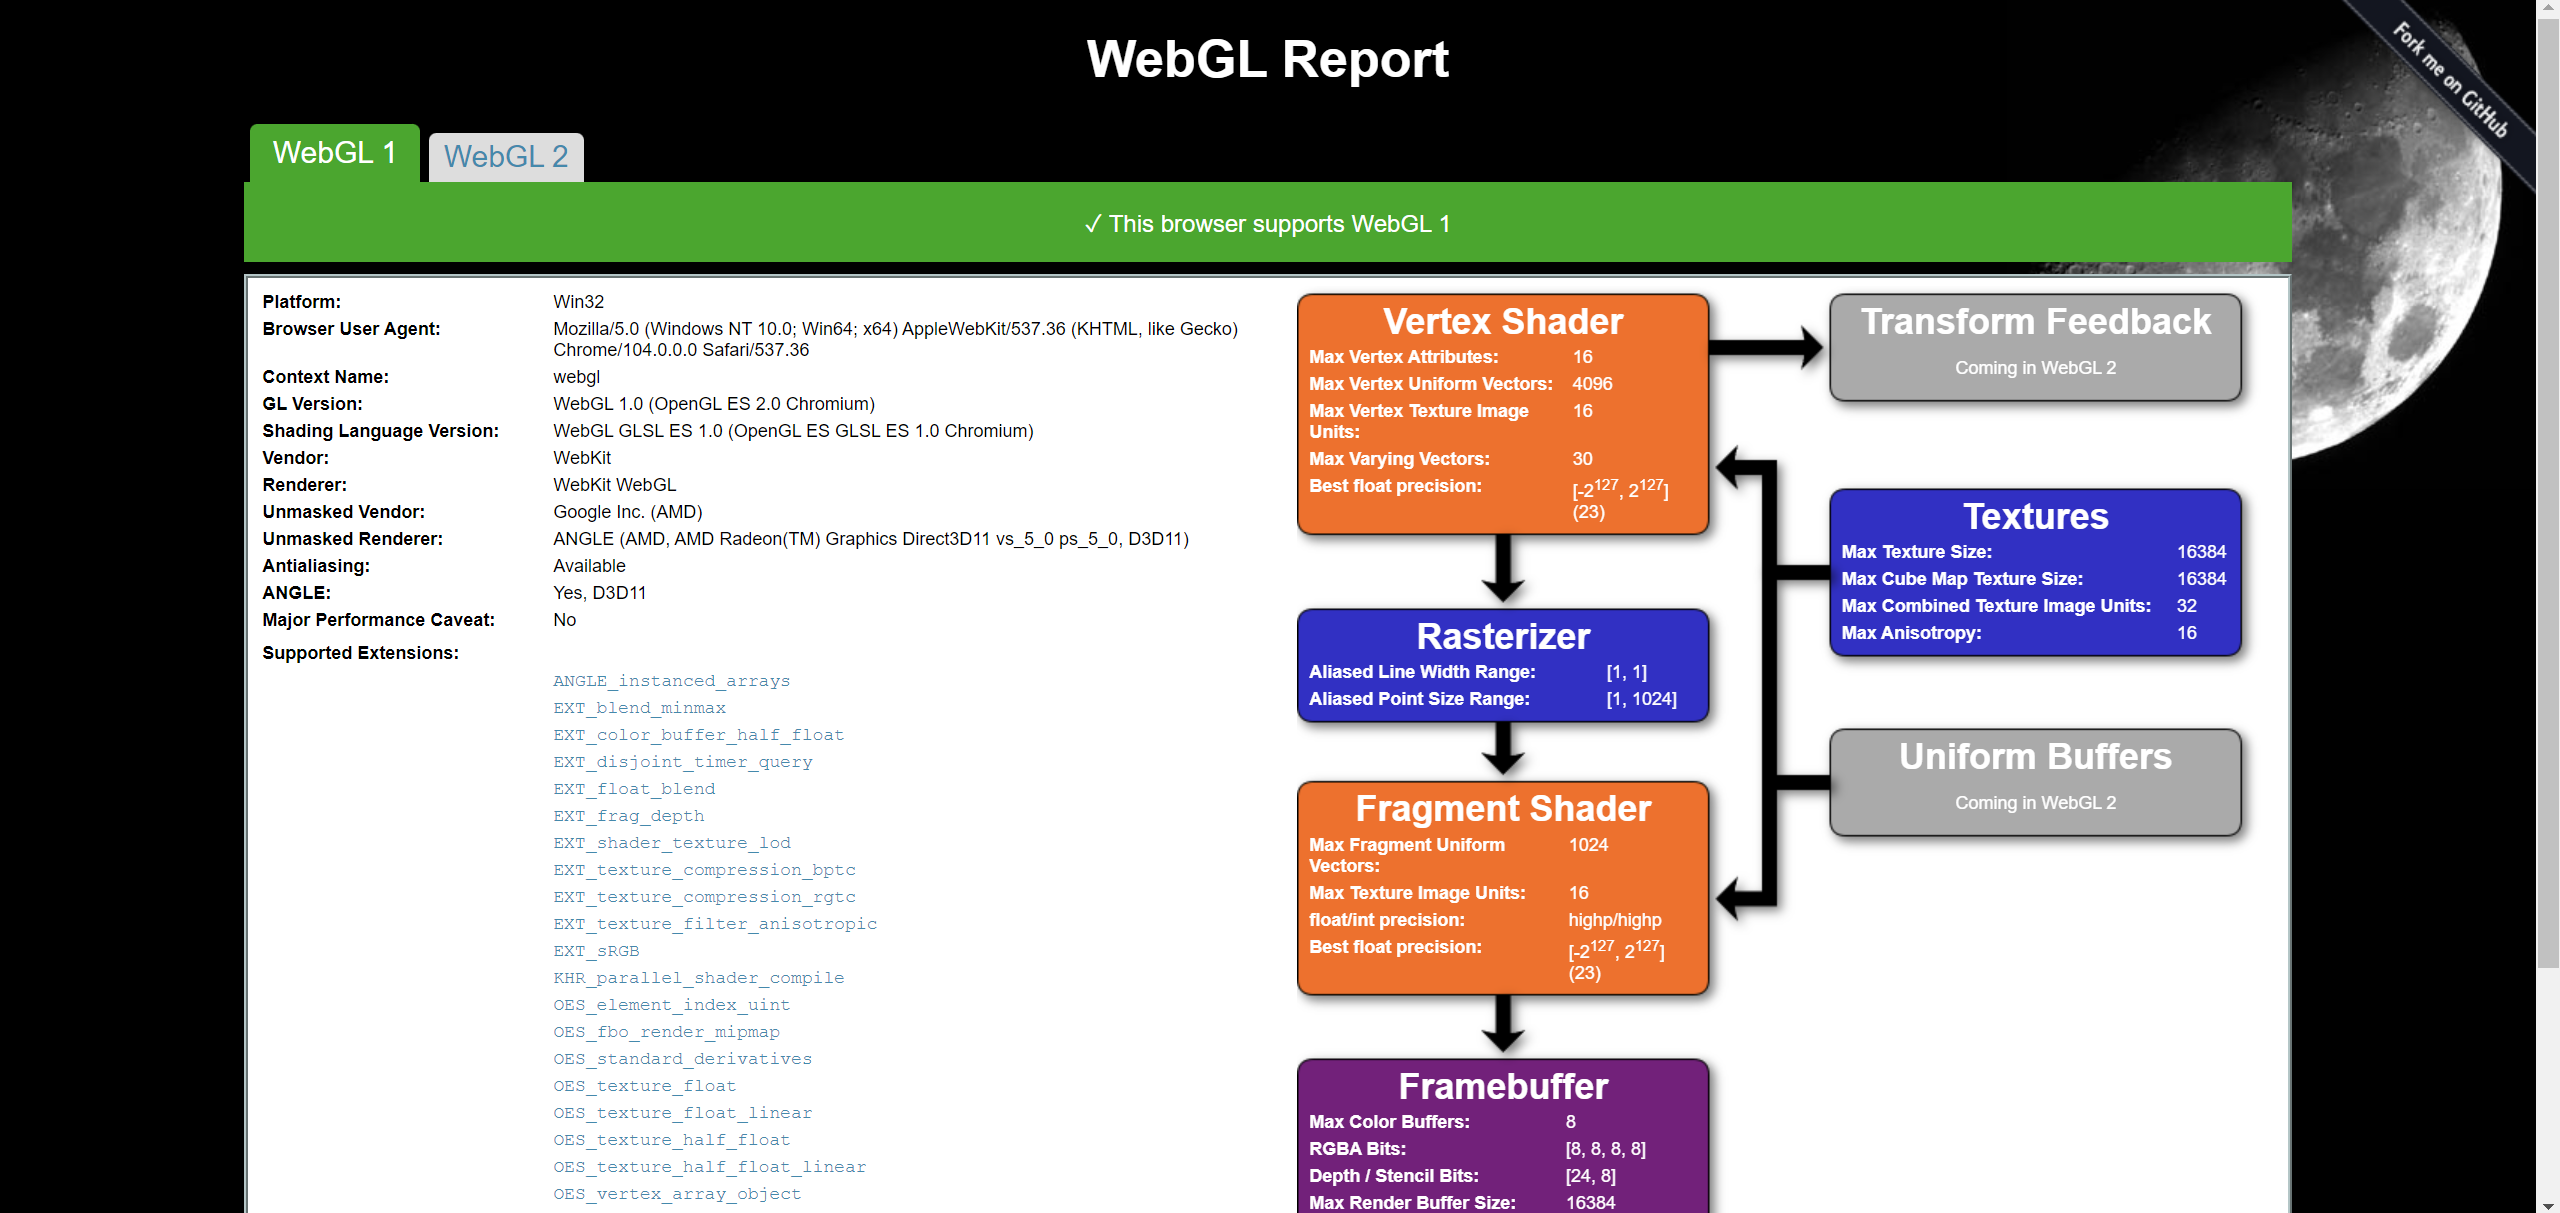 WebGL Report
Fork me on GitHub
WebGL 1
WebGL 2
✓ This browser supports WebGL 1
Platform: Win32
Browser User Agent: Mozilla/5.0 (Windows NT 10.0; Win64; x64) AppleWebKit/537.36 (KHTML, like Gecko)
Chrome/104.0.0.0 Safari/537.36
Context Name: webgl
GL Version: WebGL 1.0 (OpenGL ES 2.0 Chromium)
Shading Language Version: WebGL GLSL ES 1.0 (OpenGL ES GLSL ES 1.0 Chromium)
Vendor: WebKit
Renderer: WebKit WebGL
Unmasked Vendor: Google Inc. (AMD)
Unmasked Renderer: ANGLE (AMD, AMD Radeon(TM) Graphics Direct3D11 vs_5_0 ps_5_0, D3D11)
Antialiasing: Available
ANGLE: Yes, D3D11
Major Performance Caveat: No
Supported Extensions:
ANGLE_instanced_arrays
EXT_blend_minmax
EXT_color_buffer_half_float
EXT_disjoint_timer_query
EXT_float_blend
EXT_frag_depth
EXT_shader_texture_lod
EXT_texture_compression_bptc
EXT_texture_compression_rgtc
EXT_texture_filter_anisotropic
EXT_sRGB
KHR_parallel_shader_compile
OES_element_index_uint
OES_fbo_render_mipmap
OES_standard_derivatives
OES_texture_float
OES_texture_float_linear
OES_texture_half_float
OES_texture_half_float_linear
OES_vertex_array_object
Vertex Shader
Max Vertex Attributes: 16
Max Vertex Uniform Vectors: 4096
Max Vertex Texture Image 16
Units:
Max Varying Vectors: 30
Best float precision: [-2¹²⁷, 2¹²⁷]
(23)
Transform Feedback
Coming in WebGL 2
Textures
Max Texture Size: 16384
Max Cube Map Texture Size: 16384
Max Combined Texture Image Units: 32
Max Anisotropy: 16
Rasterizer
Aliased Line Width Range: [1, 1]
Aliased Point Size Range: [1, 1024]
Uniform Buffers
Coming in WebGL 2
Fragment Shader
Max Fragment Uniform 1024
Vectors:
Max Texture Image Units: 16
float/int precision: highp/highp
Best float precision: [-2¹²⁷, 2¹²⁷]
(23)
Framebuffer
Max Color Buffers: 8
RGBA Bits: [8, 8, 8, 8]
Depth / Stencil Bits: [24, 8]
Max Render Buffer Size: 16384